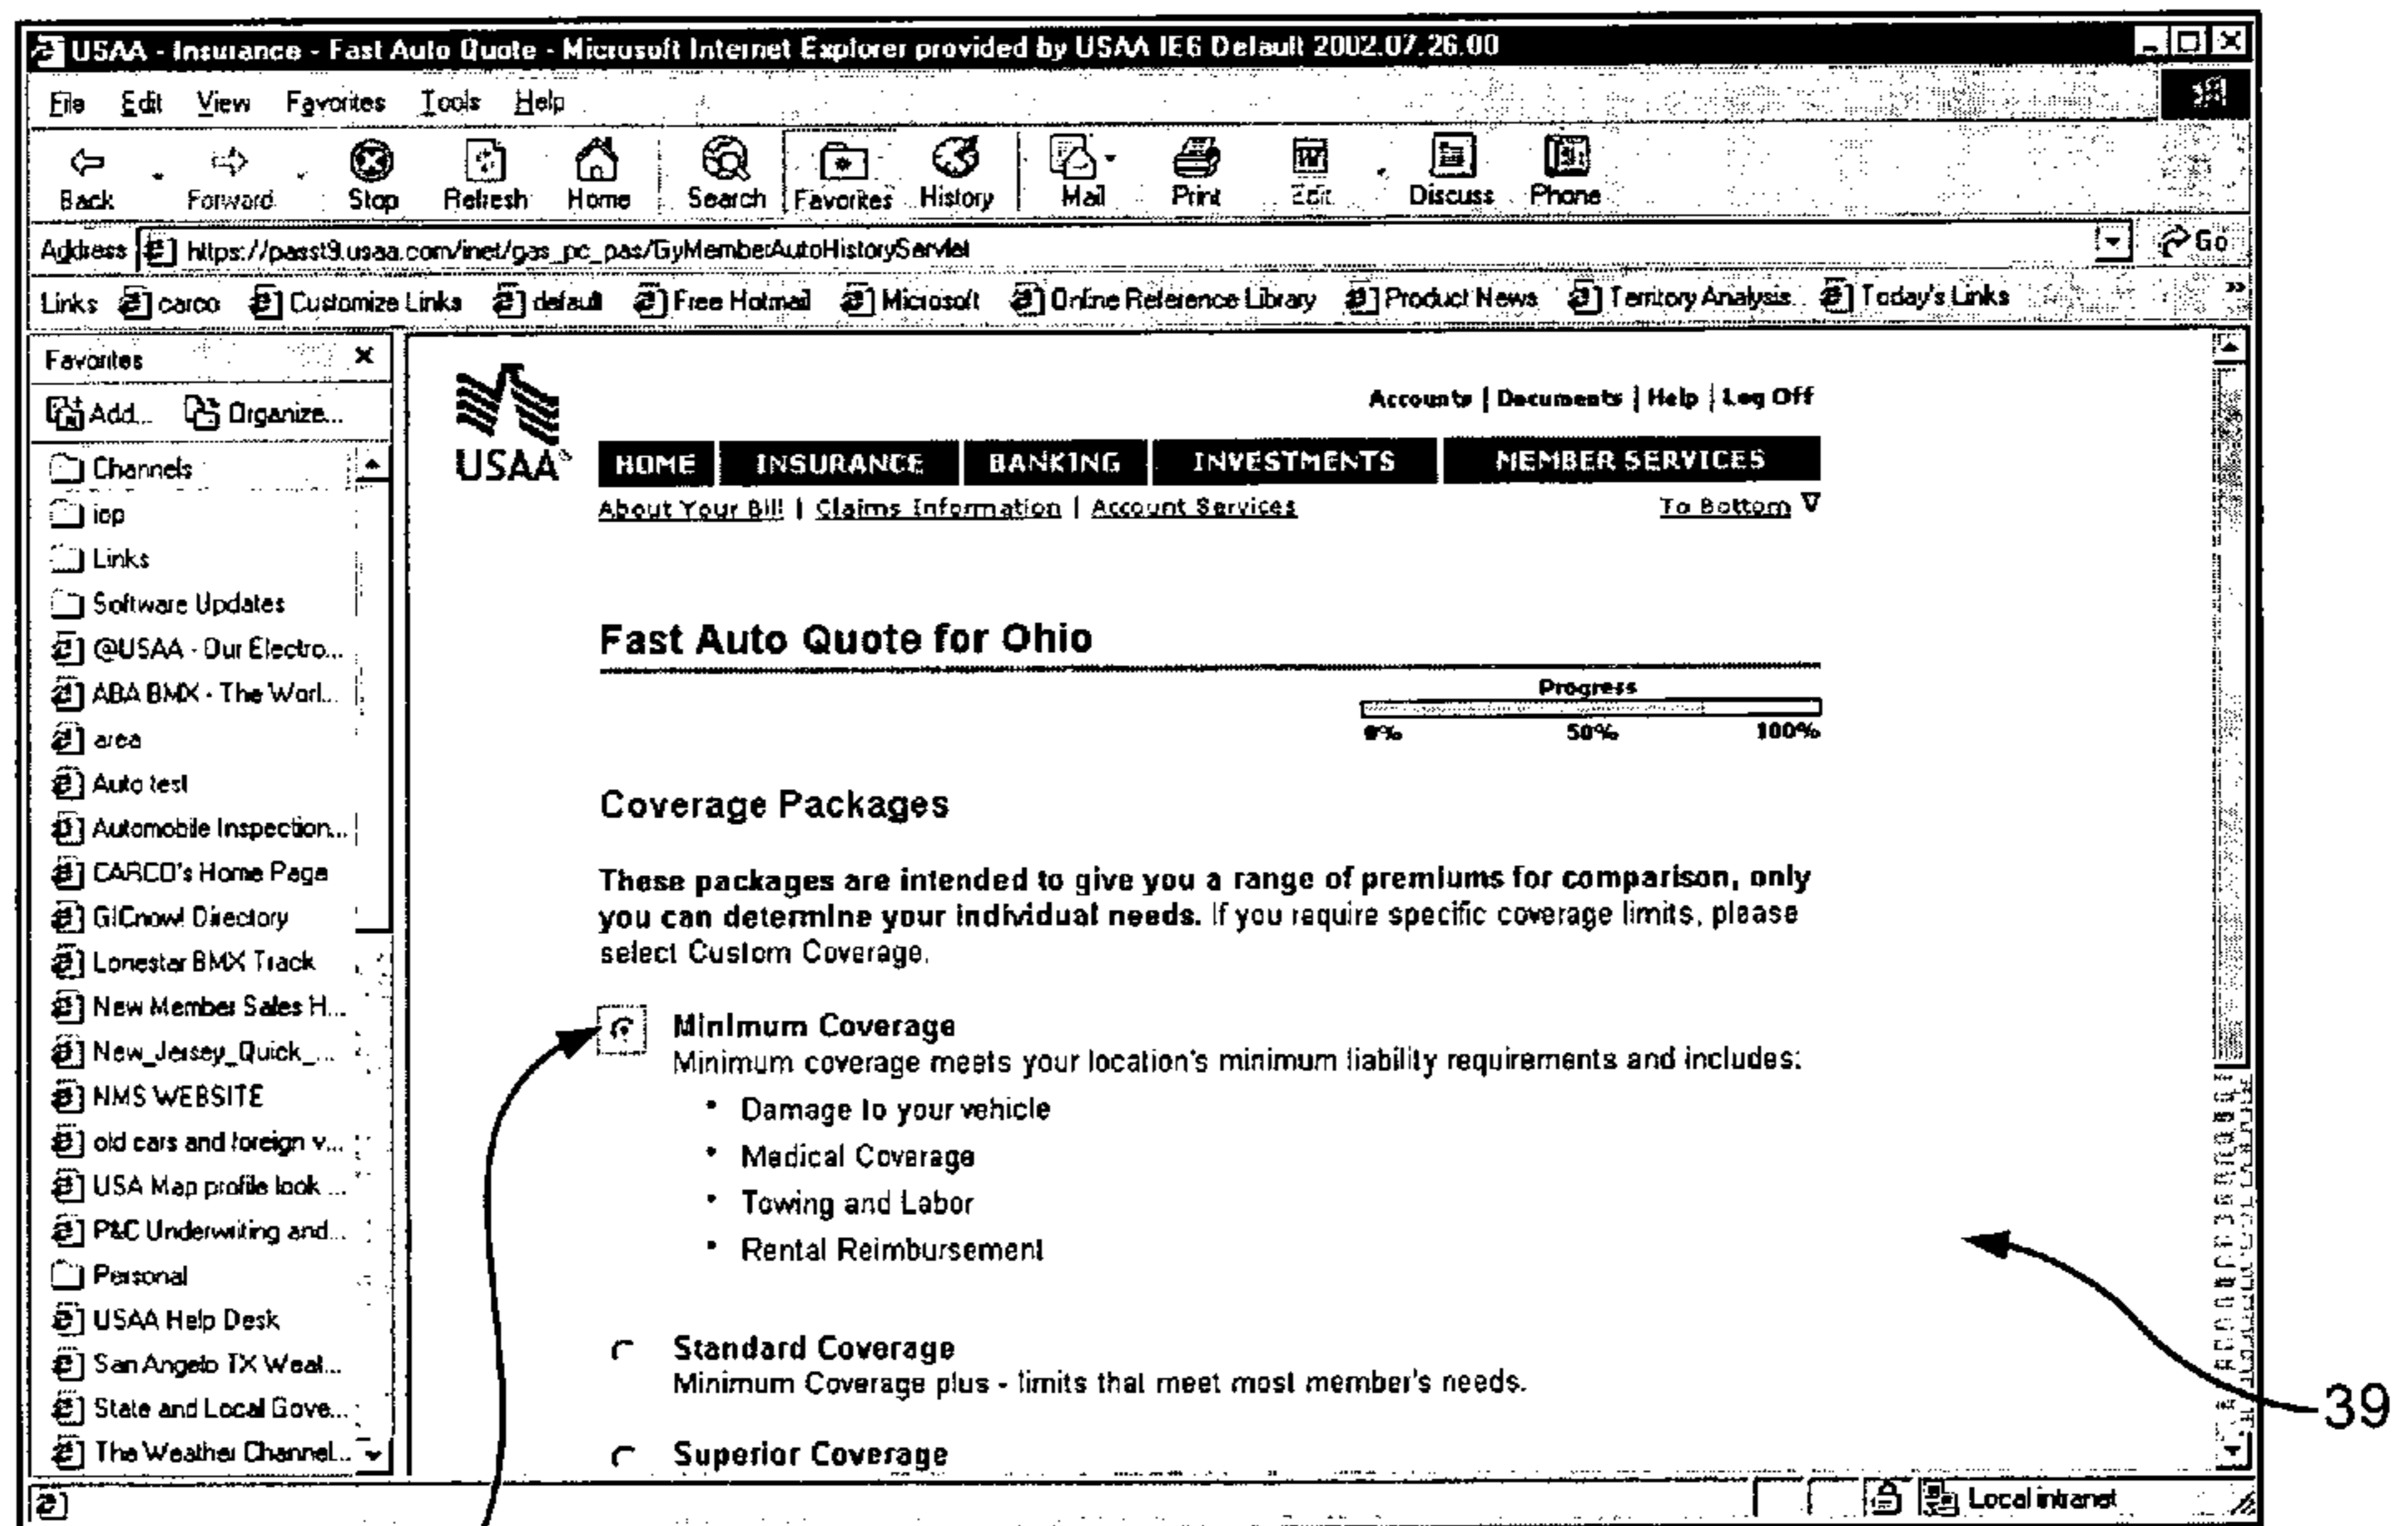 USAA - Insurance - Fast Auto Quote - Microsoft Internet Explorer provided by USAA IE6 Default 2002.07.26.00
File Edit View Favorites Tools Help
Back Forward Stop Refresh Home Search Favorites History Mail Print Edit Discuss Phone
Address https://passt9.usaa.com/inet/gas_pc_pas/GyMemberAutoHistoryServlet Go
Links carco Customize Links default Free Hotmail Microsoft Online Reference Library Product News Territory Analysis Today's Links »
Favorites
Add... Organize...
Channels
iop
Links
Software Updates
@USAA - Our Electro...
ABA BMX - The Worl...
area
Auto test
Automobile Inspection...
CARCO's Home Page
GICnow! Directory
Lonestar BMX Track
New Member Sales H...
New_Jersey_Quick_...
NMS WEBSITE
old cars and foreign v...
USA Map profile look ...
P&C Underwriting and...
Personal
USAA Help Desk
San Angelo TX Weat...
State and Local Gove...
The Weather Channel...
USAA®
Accounts | Documents | Help | Log Off
HOME INSURANCE BANKING INVESTMENTS MEMBER SERVICES
About Your Bill | Claims Information | Account Services To Bottom
Fast Auto Quote for Ohio
Progress
0% 50% 100%
Coverage Packages
These packages are intended to give you a range of premiums for comparison, only
you can determine your individual needs. If you require specific coverage limits, please
select Custom Coverage.
Minimum Coverage
Minimum coverage meets your location's minimum liability requirements and includes:
• Damage to your vehicle
• Medical Coverage
• Towing and Labor
• Rental Reimbursement
Standard Coverage
Minimum Coverage plus - limits that meet most member's needs.
Superior Coverage
Local intranet
39